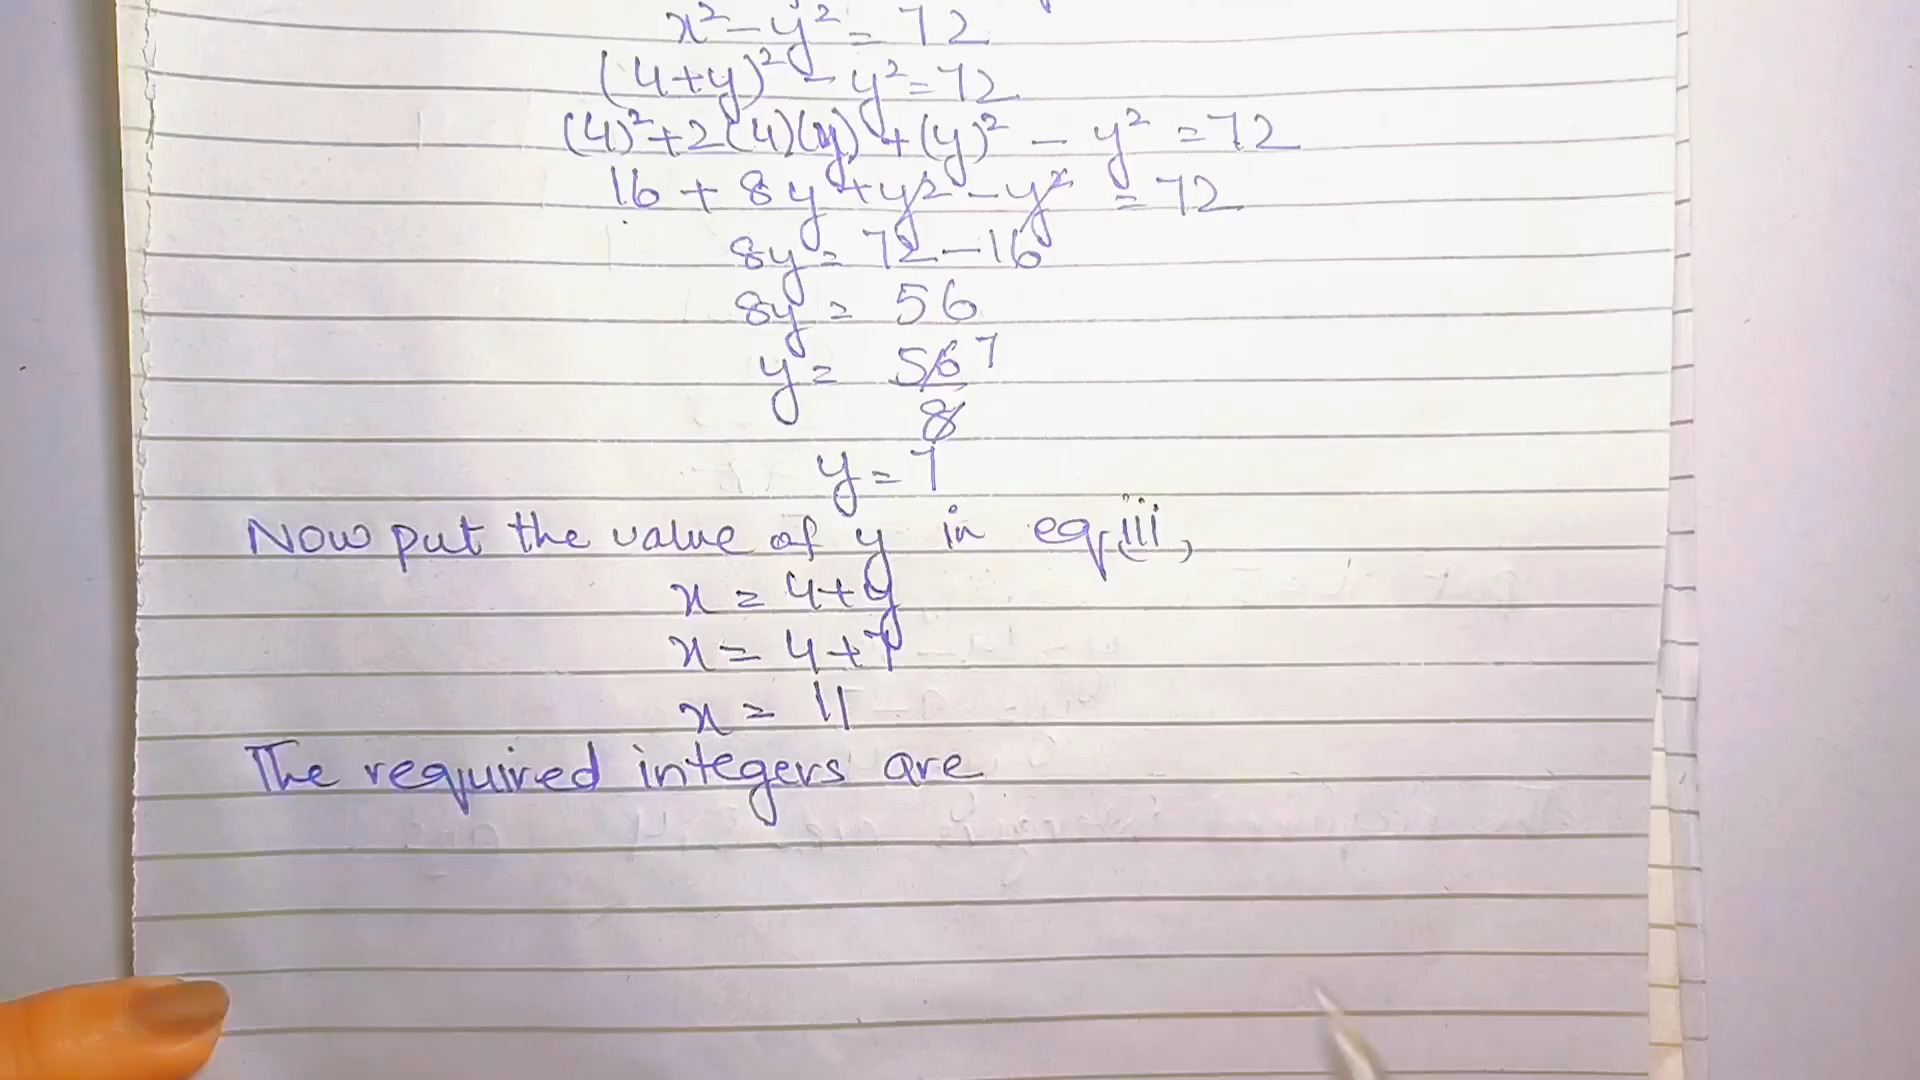 x² - y² = 72
(4+y)² - y² = 72
(4)² + 2(4)(y) + (y)² - y² = 72
16 + 8y + y² - y² = 72
8y = 72 - 16
8y = 56
y = 56 7
8
y = 7
Now put the value of y in eq iii,
x = 4+y
x = 4+7
x = 11
The required integers are